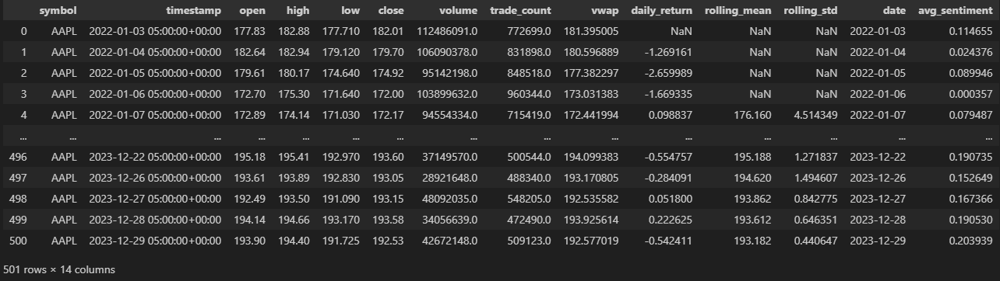 symbol timestamp open high low close volume trade_count vwap daily_return rolling_mean rolling_std date avg_sentiment
0 AAPL 2022-01-03 05:00:00+00:00 177.83 182.88 177.710 182.01 112486091.0 772699.0 181.395005 NaN NaN NaN 2022-01-03 0.114655
1 AAPL 2022-01-04 05:00:00+00:00 182.64 182.94 179.120 179.70 106090378.0 831898.0 180.596889 -1.269161 NaN NaN 2022-01-04 0.024376
2 AAPL 2022-01-05 05:00:00+00:00 179.61 180.17 174.640 174.92 95142198.0 848518.0 177.382297 -2.659989 NaN NaN 2022-01-05 0.089946
3 AAPL 2022-01-06 05:00:00+00:00 172.70 175.30 171.640 172.00 103899632.0 960344.0 173.031383 -1.669335 NaN NaN 2022-01-06 0.000357
4 AAPL 2022-01-07 05:00:00+00:00 172.89 174.14 171.030 172.17 94554334.0 715419.0 172.441994 0.098837 176.160 4.514349 2022-01-07 0.079487
... ... ... ... ... ... ... ... ... ... ... ... ... ... ...
496 AAPL 2023-12-22 05:00:00+00:00 195.18 195.41 192.970 193.60 37149570.0 500544.0 194.099383 -0.554757 195.188 1.271837 2023-12-22 0.190735
497 AAPL 2023-12-26 05:00:00+00:00 193.61 193.89 192.830 193.05 28921648.0 488340.0 193.170805 -0.284091 194.620 1.494607 2023-12-26 0.152649
498 AAPL 2023-12-27 05:00:00+00:00 192.49 193.50 191.090 193.15 48092035.0 548205.0 192.535582 0.051800 193.862 0.842775 2023-12-27 0.167366
499 AAPL 2023-12-28 05:00:00+00:00 194.14 194.66 193.170 193.58 34056639.0 472490.0 193.925614 0.222625 193.612 0.646351 2023-12-28 0.190530
500 AAPL 2023-12-29 05:00:00+00:00 193.90 194.40 191.725 192.53 42672148.0 509123.0 192.577019 -0.542411 193.182 0.440647 2023-12-29 0.203939
501 rows × 14 columns